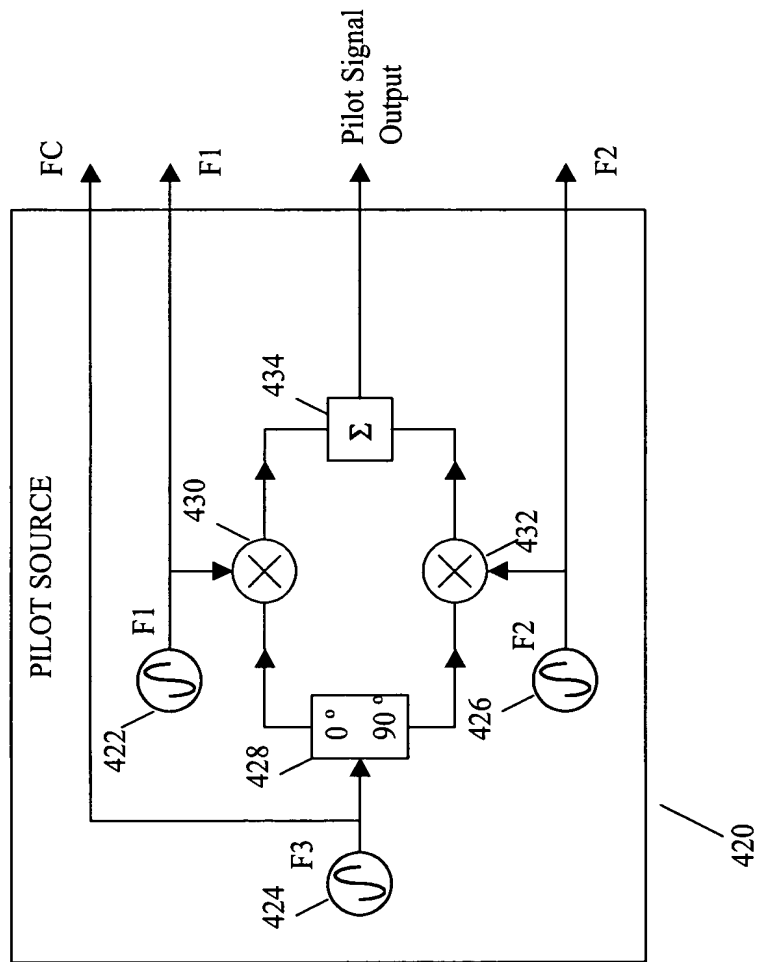 PILOT SOURCE
FC
F1
F1
422
430
434
Σ
Pilot Signal
Output
428
0 º
90 º
F3
424
432
F2
426
F2
420